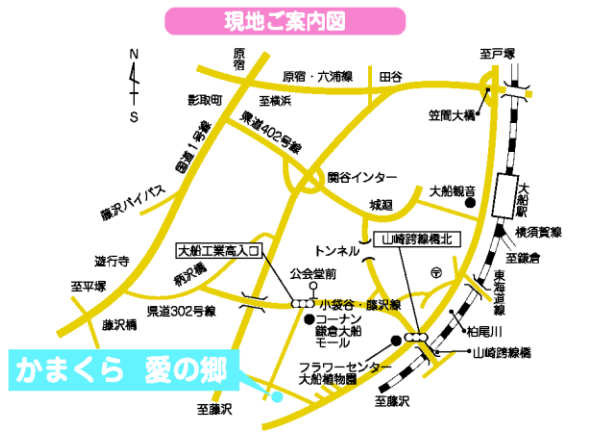 現地ご案内図
N
S
原宿
原宿・六浦線
田谷
至戸塚
影取町
至横浜
笠間大橋
国道1号線
県道402号線
関谷インター
大船観音
大船駅
藤沢バイパス
城廻
横須賀線
至鎌倉
大船工業高入口
トンネル
山崎跨線橋北
遊行寺
柄沢橋
公会堂前
〒
東海道線
至平塚
県道302号線
小袋谷・藤沢線
藤沢橋
コーナン
鎌倉大船
モール
柏尾川
山崎跨線橋
フラワーセンター
大船植物園
かまくら 愛の郷
至藤沢
至藤沢